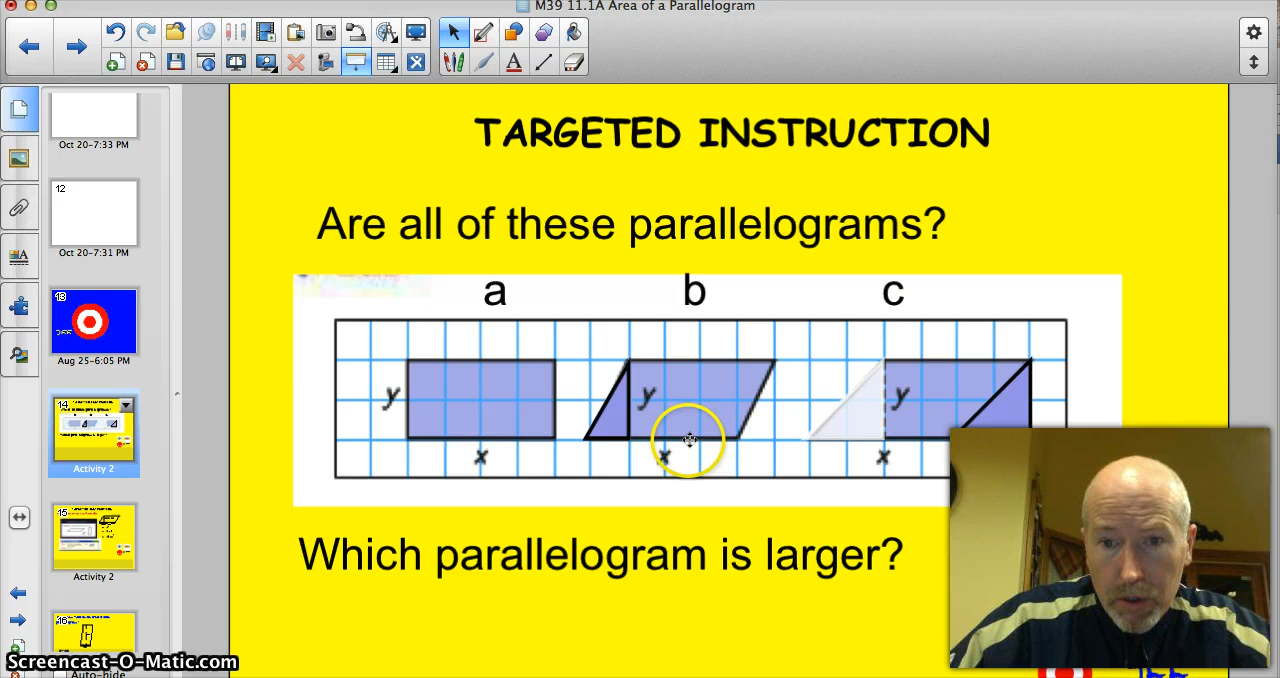 M39 11.1A Area of a Parallelogram
Oct 20-7:33 PM
12
Oct 20-7:31 PM
13
Aug 25-6:05 PM
14
Activity 2
15
Activity 2
16
Auto-hide
TARGETED INSTRUCTION
Are all of these parallelograms?
a b c
y y y
x x x
Which parallelogram is larger?
Screencast-O-Matic.com